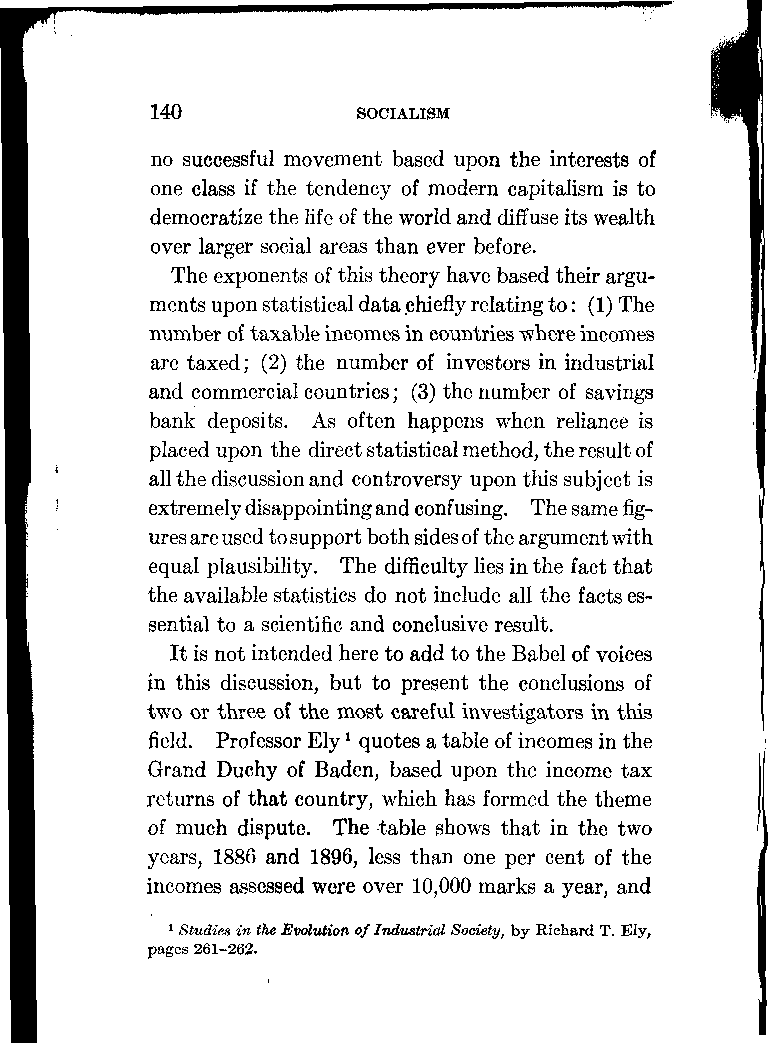 140 SOCIALISM
no successful movement based upon the interests of
one class if the tendency of modern capitalism is to
democratize the life of the world and diffuse its wealth
over larger social areas than ever before.
The exponents of this theory have based their argu-
ments upon statistical data chiefly relating to: (1) The
number of taxable incomes in countries where incomes
are taxed; (2) the number of investors in industrial
and commercial countries; (3) the number of savings
bank deposits. As often happens when reliance is
placed upon the direct statistical method, the result of
all the discussion and controversy upon this subject is
extremely disappointing and confusing. The same fig-
ures are used to support both sides of the argument with
equal plausibility. The difficulty lies in the fact that
the available statistics do not include all the facts es-
sential to a scientific and conclusive result.
It is not intended here to add to the Babel of voices
in this discussion, but to present the conclusions of
two or three of the most careful investigators in this
field. Professor Ely¹ quotes a table of incomes in the
Grand Duchy of Baden, based upon the income tax
returns of that country, which has formed the theme
of much dispute. The table shows that in the two
years, 1886 and 1896, less than one per cent of the
incomes assessed were over 10,000 marks a year, and
¹ Studies in the Evolution of Industrial Society, by Richard T. Ely,
pages 261–262.